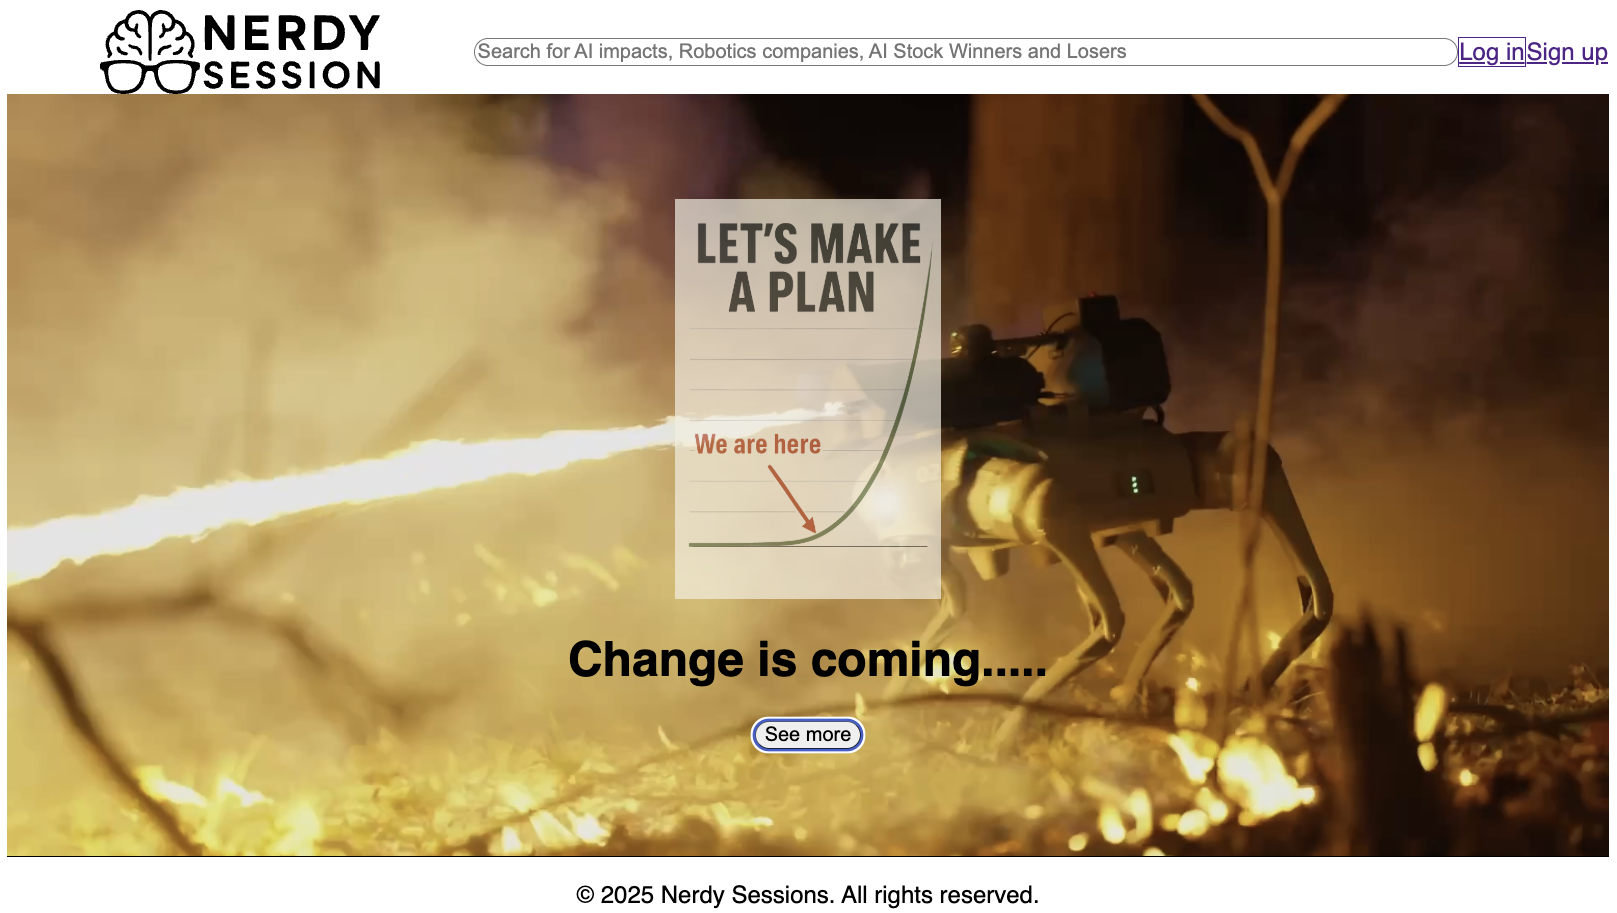 NERDY
SESSION
Search for AI impacts, Robotics companies, AI Stock Winners and Losers
Log in
Sign up
LET'S MAKE
A PLAN
We are here
Change is coming.....
See more
© 2025 Nerdy Sessions. All rights reserved.